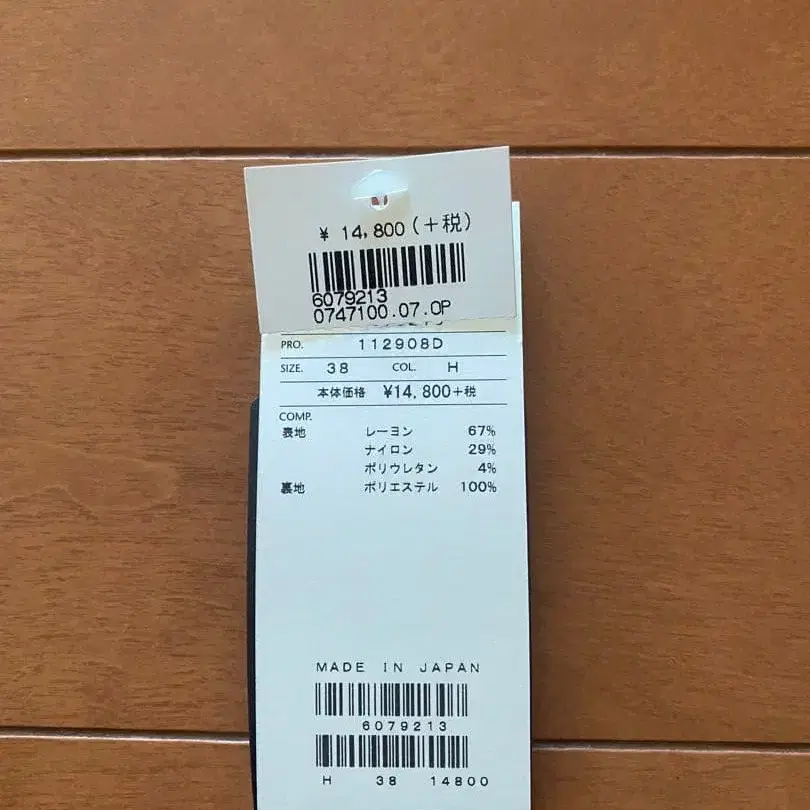 ¥ 14,800(+税)
6079213
0747100.07.OP
PRO. 112908D
SIZE. 38 COL. H
本体価格 ¥14,800+税
COMP.
表地 レーヨン 67%
ナイロン 29%
ポリウレタン 4%
裏地 ポリエステル 100%
MADE IN JAPAN
6079213
H 38 14800